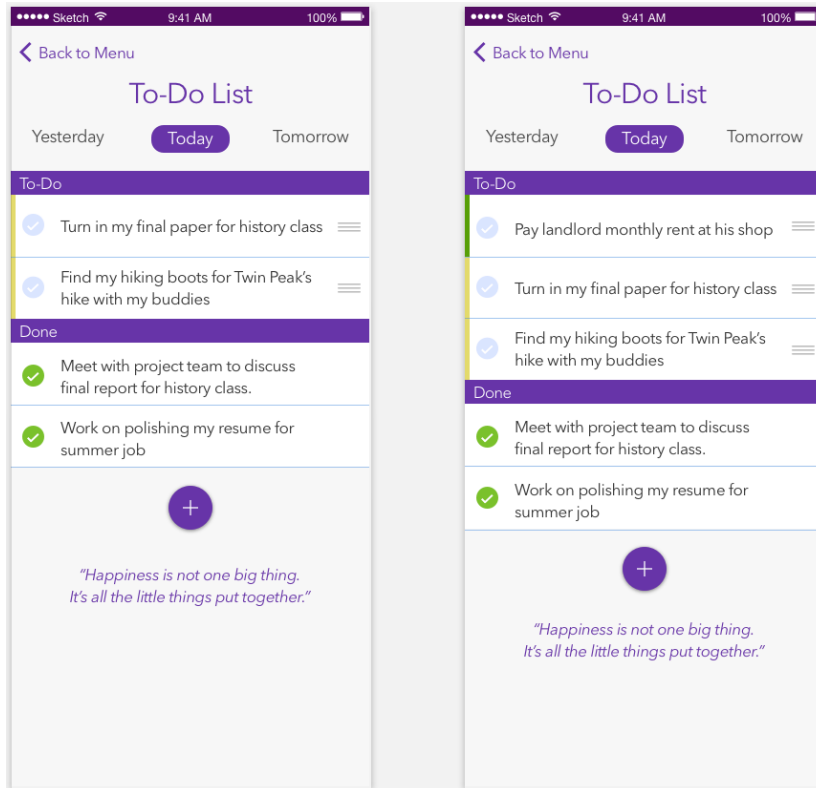 Sketch 9:41 AM 100%
Back to Menu
To-Do List
Yesterday Today Tomorrow
To-Do
Turn in my final paper for history class
Find my hiking boots for Twin Peak's
hike with my buddies
Done
Meet with project team to discuss
final report for history class.
Work on polishing my resume for
summer job
+
“Happiness is not one big thing.
It's all the little things put together.”
Sketch 9:41 AM 100%
Back to Menu
To-Do List
Yesterday Today Tomorrow
To-Do
Pay landlord monthly rent at his shop
Turn in my final paper for history class
Find my hiking boots for Twin Peak's
hike with my buddies
Done
Meet with project team to discuss
final report for history class.
Work on polishing my resume for
summer job
+
“Happiness is not one big thing.
It's all the little things put together.”